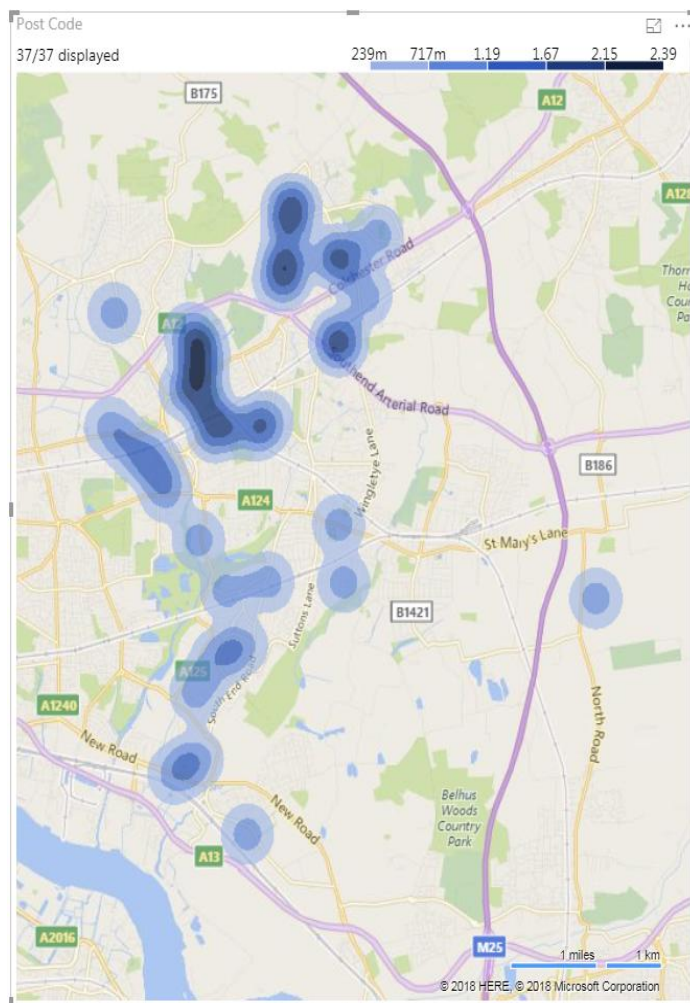 Post Code
37/37 displayed
239m 717m 1.19 1.67 2.15 2.39
B175
A12
Colchester Road
Southend Arterial Road
Wingletye Lane
B186
A124
St Mary's Lane
Suttons Lane
B1421
A125
South End Road
A1240
New Road
North Road
Belhus
Woods
Country
Park
New Road
A13
A2016
M25
1 miles 1 km
© 2018 HERE, © 2018 Microsoft Corporation